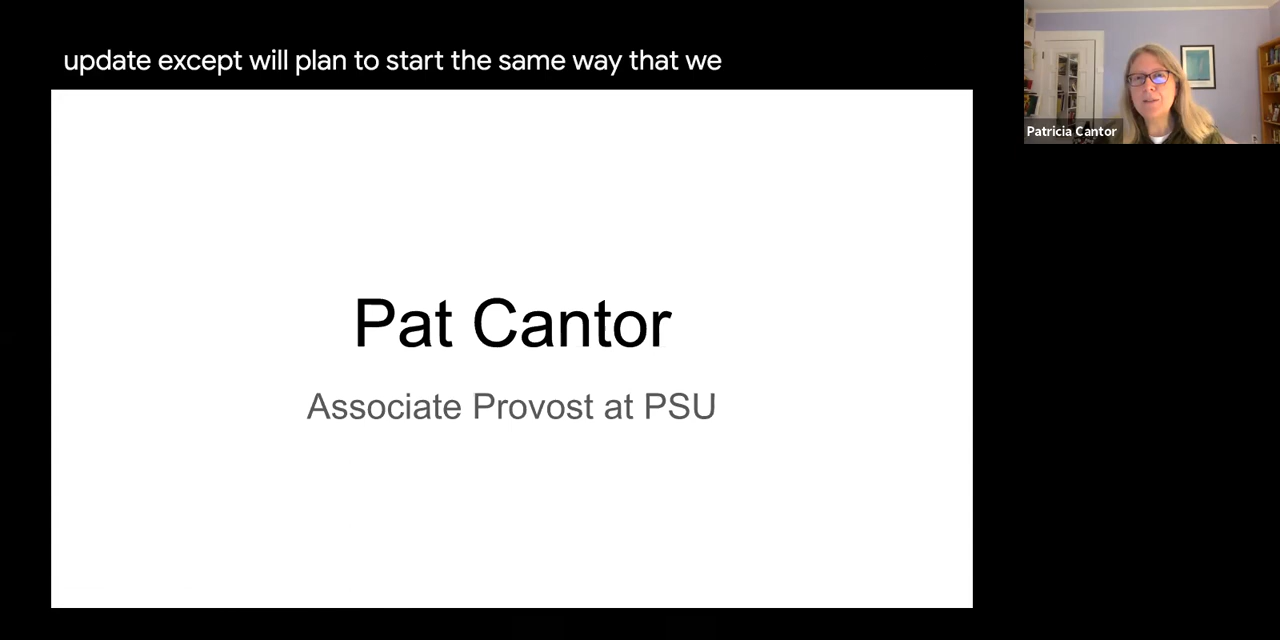 update except will plan to start the same way that we
Patricia Cantor
Pat Cantor
Associate Provost at PSU